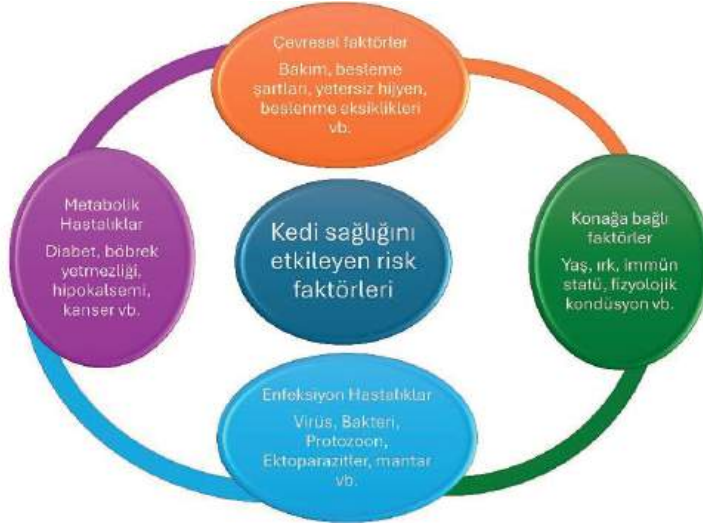 Çevresel faktörler
Bakım, besleme
şartları, yetersiz hijyen,
beslenme eksiklikleri
vb.
Metabolik
Hastalıklar
Diabet, böbrek
yetmezliği,
hipokalsemi,
kanser vb.
Kedi sağlığını
etkileyen risk
faktörleri
Konağa bağlı
faktörler
Yaş, ırk, immün
statü, fizyolojik
kondüsyon vb.
Enfeksiyon Hastalıklar
Virüs, Bakteri,
Protozoon,
Ektoparazitler, mantar
vb.